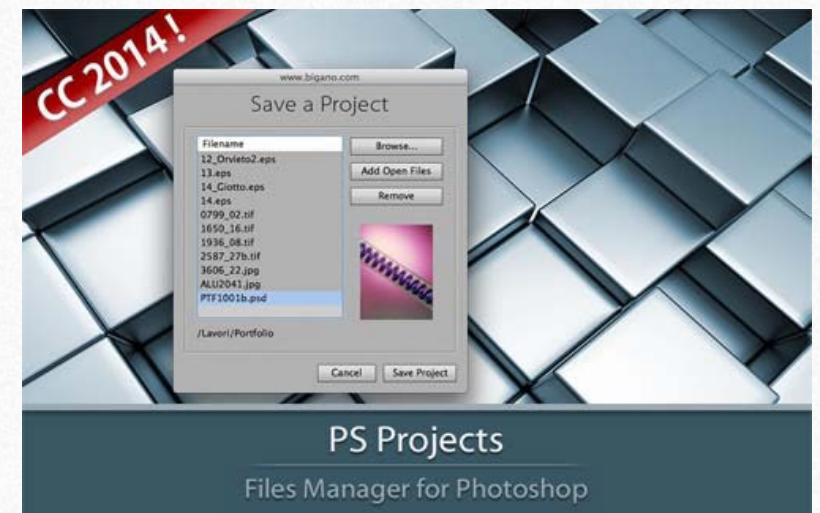 CC 2014!
www.bigano.com
Save a Project
Filename
12_Orvieto2.eps
13.eps
14_Giotto.eps
14.eps
0799_02.tif
1650_16.tif
1936_08.tif
2587_27b.tif
3606_22.jpg
ALU2041.jpg
PTF1001b.psd
Browse...
Add Open Files
Remove
/Lavori/Portfolio
Cancel
Save Project
PS Projects
Files Manager for Photoshop